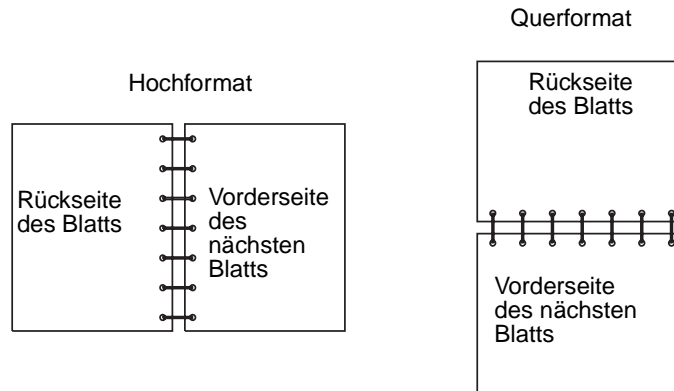 Hochformat
Rückseite
des Blatts
Vorderseite
des
nächsten
Blatts
Querformat
Rückseite
des Blatts
Vorderseite
des nächsten
Blatts